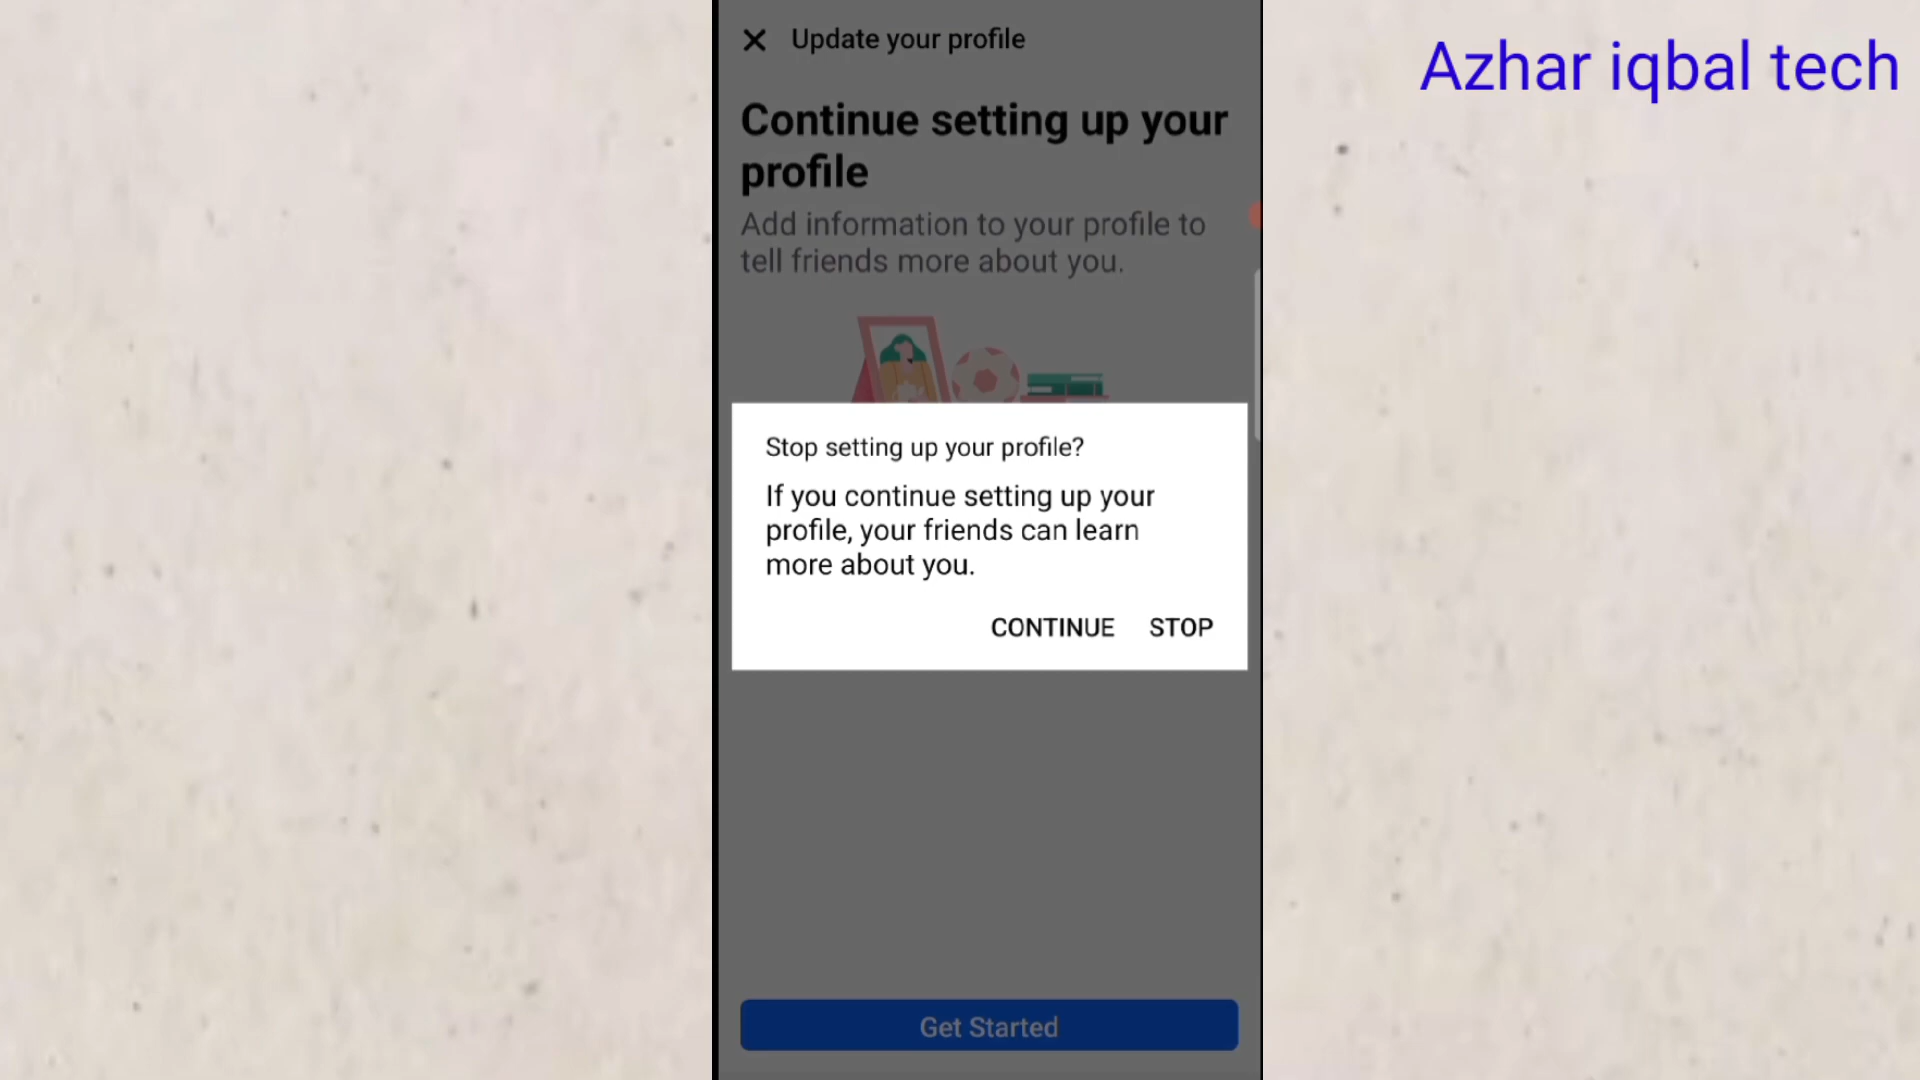 Azhar iqbal tech
Update your profile
Continue setting up your
profile
Add information to your profile to
tell friends more about you.
Stop setting up your profile?
If you continue setting up your
profile, your friends can learn
more about you.
CONTINUE STOP
Get Started